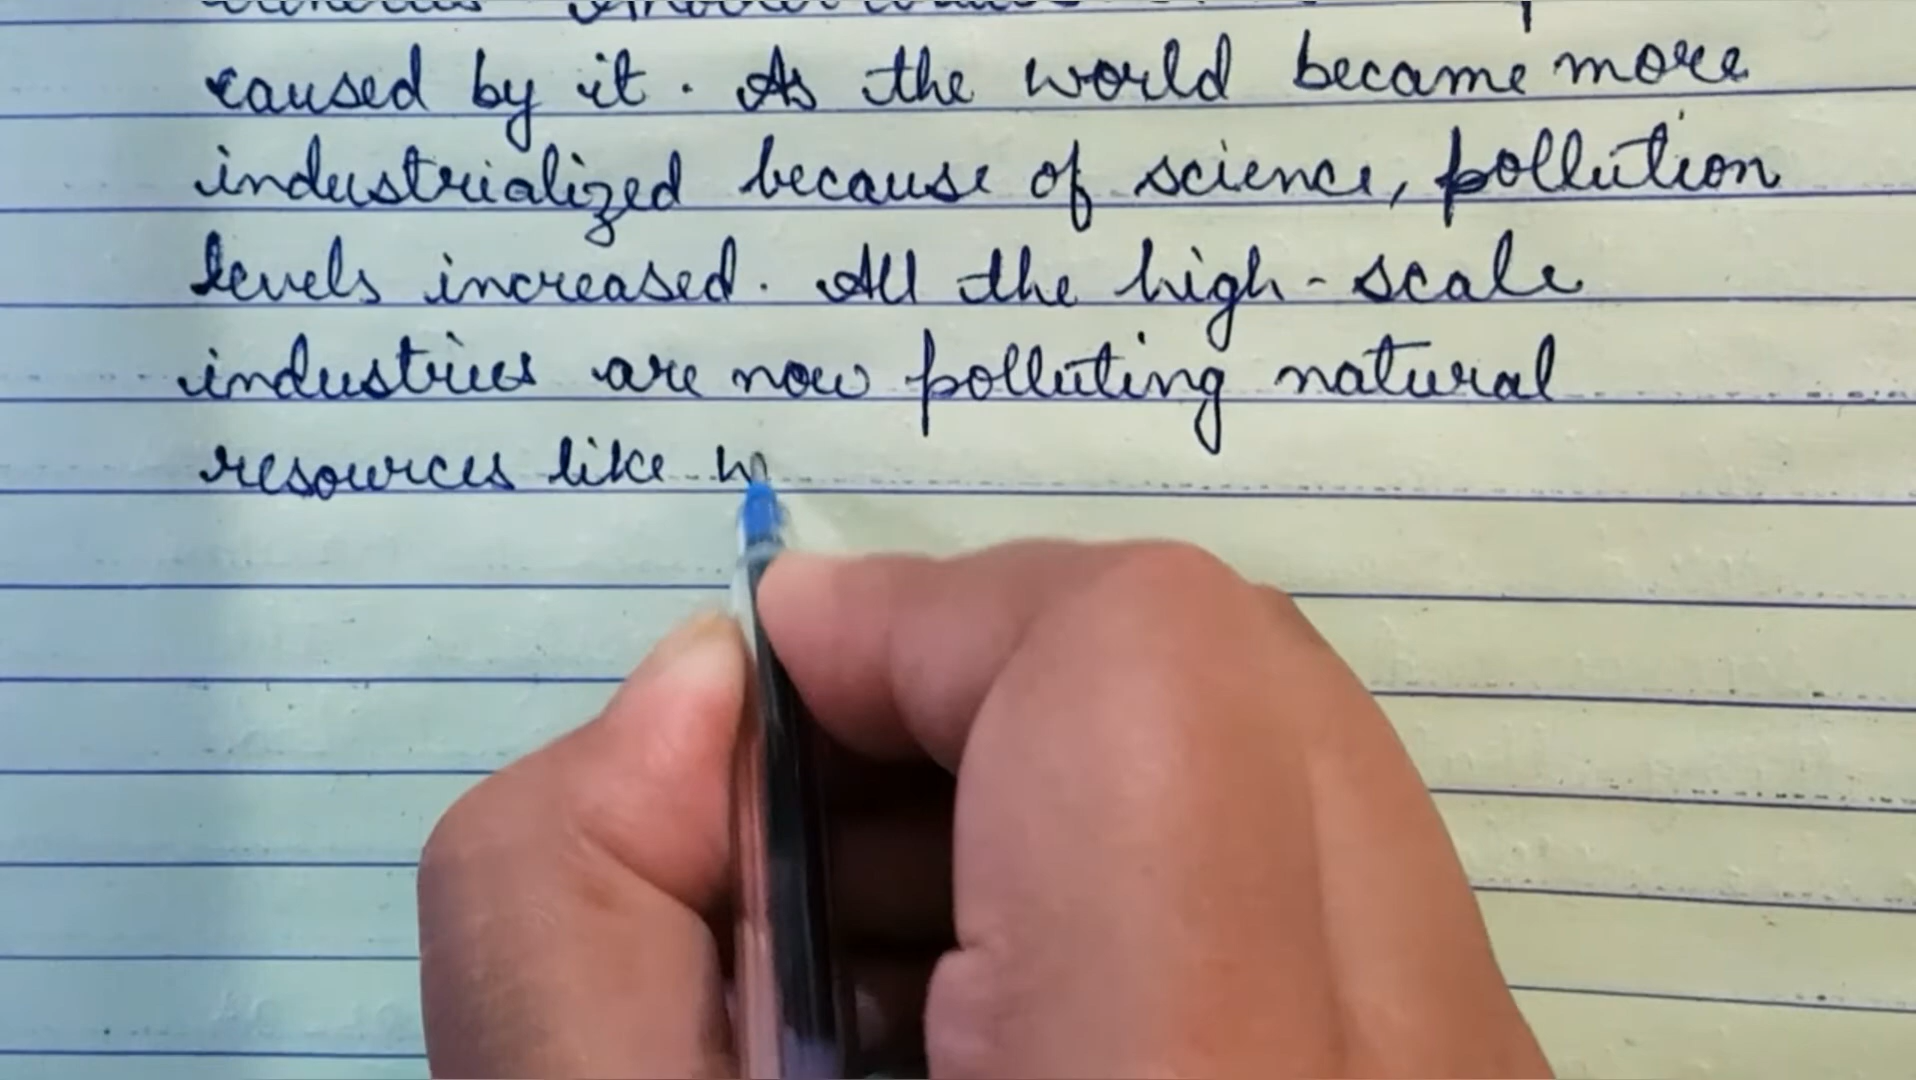 caused by it. As the world became more
industrialized because of science, pollution
levels increased. All the high-scale
industries are now polluting natural
resources like w